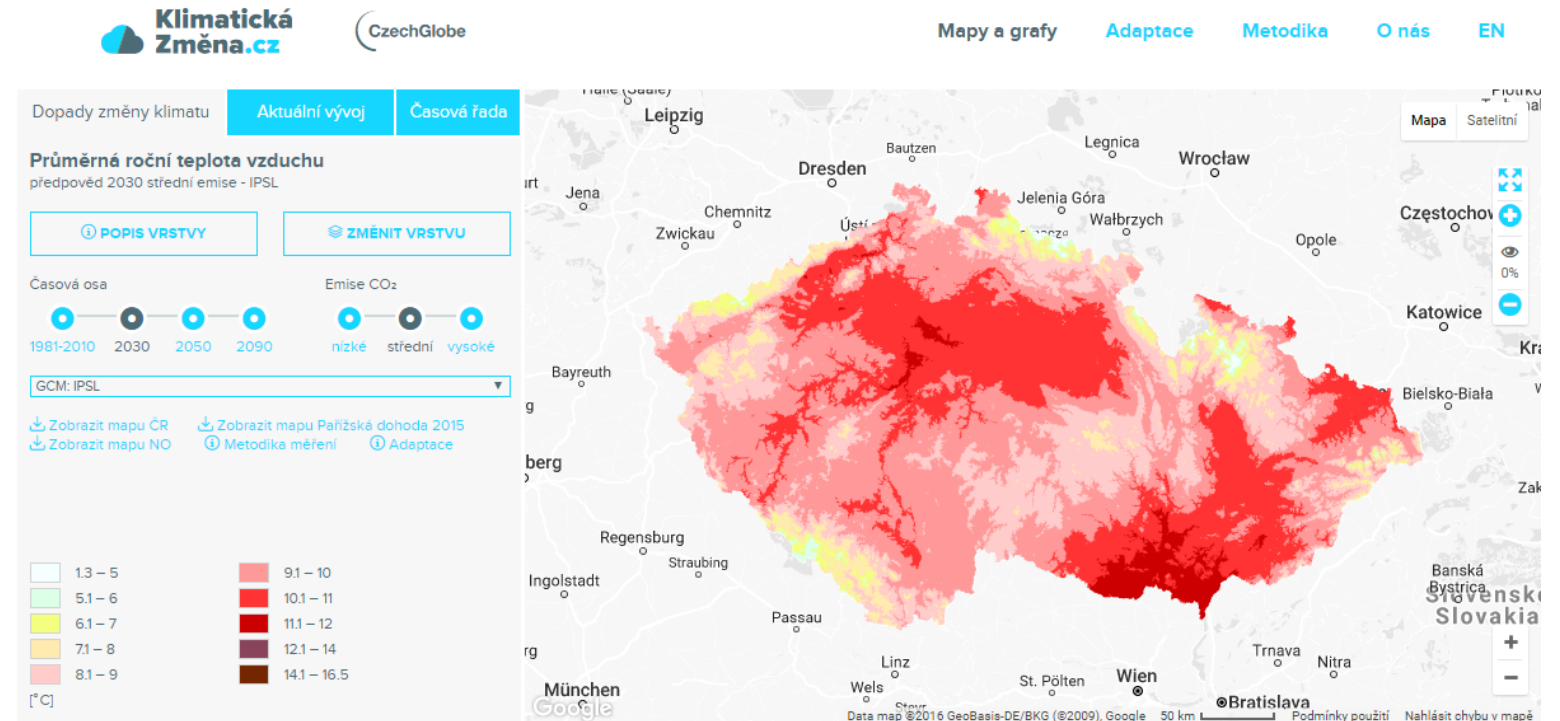 Klimatická
Změna.cz
CzechGlobe
Mapy a grafy
Adaptace
Metodika
O nás
EN
Dopady změny klimatu
Aktuální vývoj
Časová řada
Průměrná roční teplota vzduchu
předpověd 2030 střední emise - IPSL
POPIS VRSTVY
ZMĚNIT VRSTVU
Časová osa
Emise CO₂
1981-2010 2030 2050 2090
nízké střední vysoké
GCM: IPSL
Zobrazit mapu ČR
Zobrazit mapu Pařížská dohoda 2015
Zobrazit mapu NO
Metodika měření
Adaptace
1.3 – 5
5.1 – 6
6.1 – 7
7.1 – 8
8.1 – 9
9.1 – 10
10.1 – 11
11.1 – 12
12.1 – 14
14.1 – 16.5
[°C]
Leipzig
Mapa
Satelitní
Bautzen
Legnica
Wrocław
Dresden
Jena
Jelenia Góra
Chemnitz
Wałbrzych
Zwickau
Opole
0%
Katowice
Bayreuth
Bielsko-Biała
Regensburg
Straubing
Ingolstadt
Banská
Bystrica
Slovakia
Passau
Linz
Trnava
Nitra
Wels
St. Pölten
Wien
München
Bratislava
Google
Data map ©2016 GeoBasis-DE/BKG (©2009), Google
50 km
Podmínky použití
Nahlásit chybu v mapě